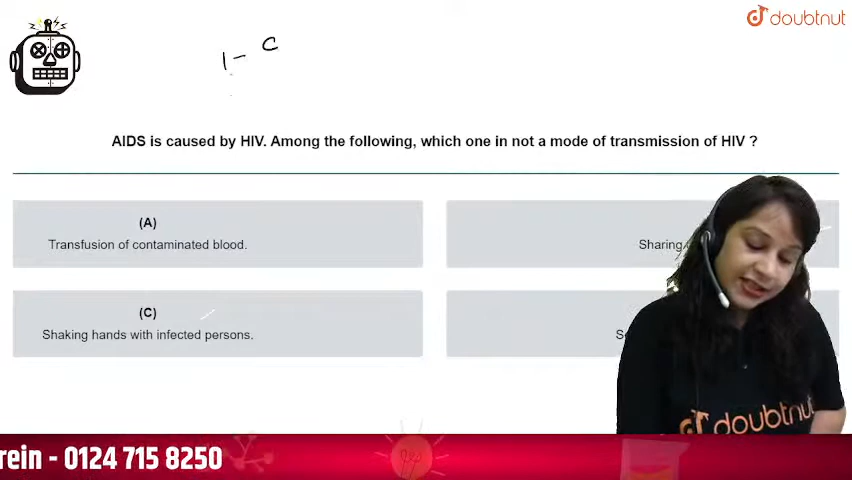 doubtnut
1- C
AIDS is caused by HIV. Among the following, which one in not a mode of transmission of HIV ?
(A)
Transfusion of contaminated blood.
Sharing
(C)
Shaking hands with infected persons.
doubtnut
- 0124 715 8250